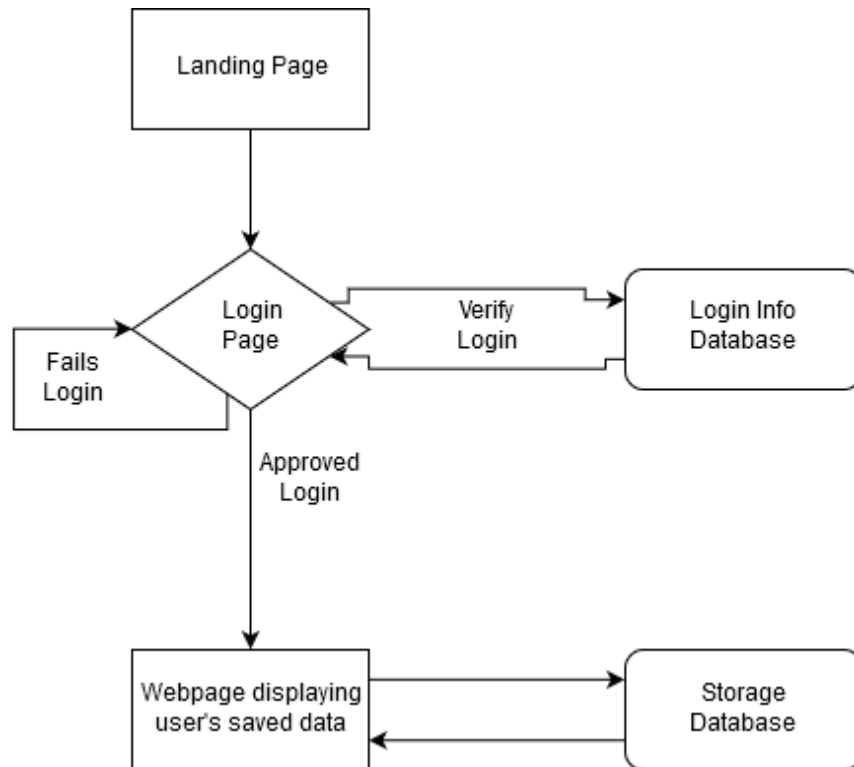 Landing Page
Login
Page
Verify
Login
Login Info
Database
Fails
Login
Approved
Login
Webpage displaying
user's saved data
Storage
Database